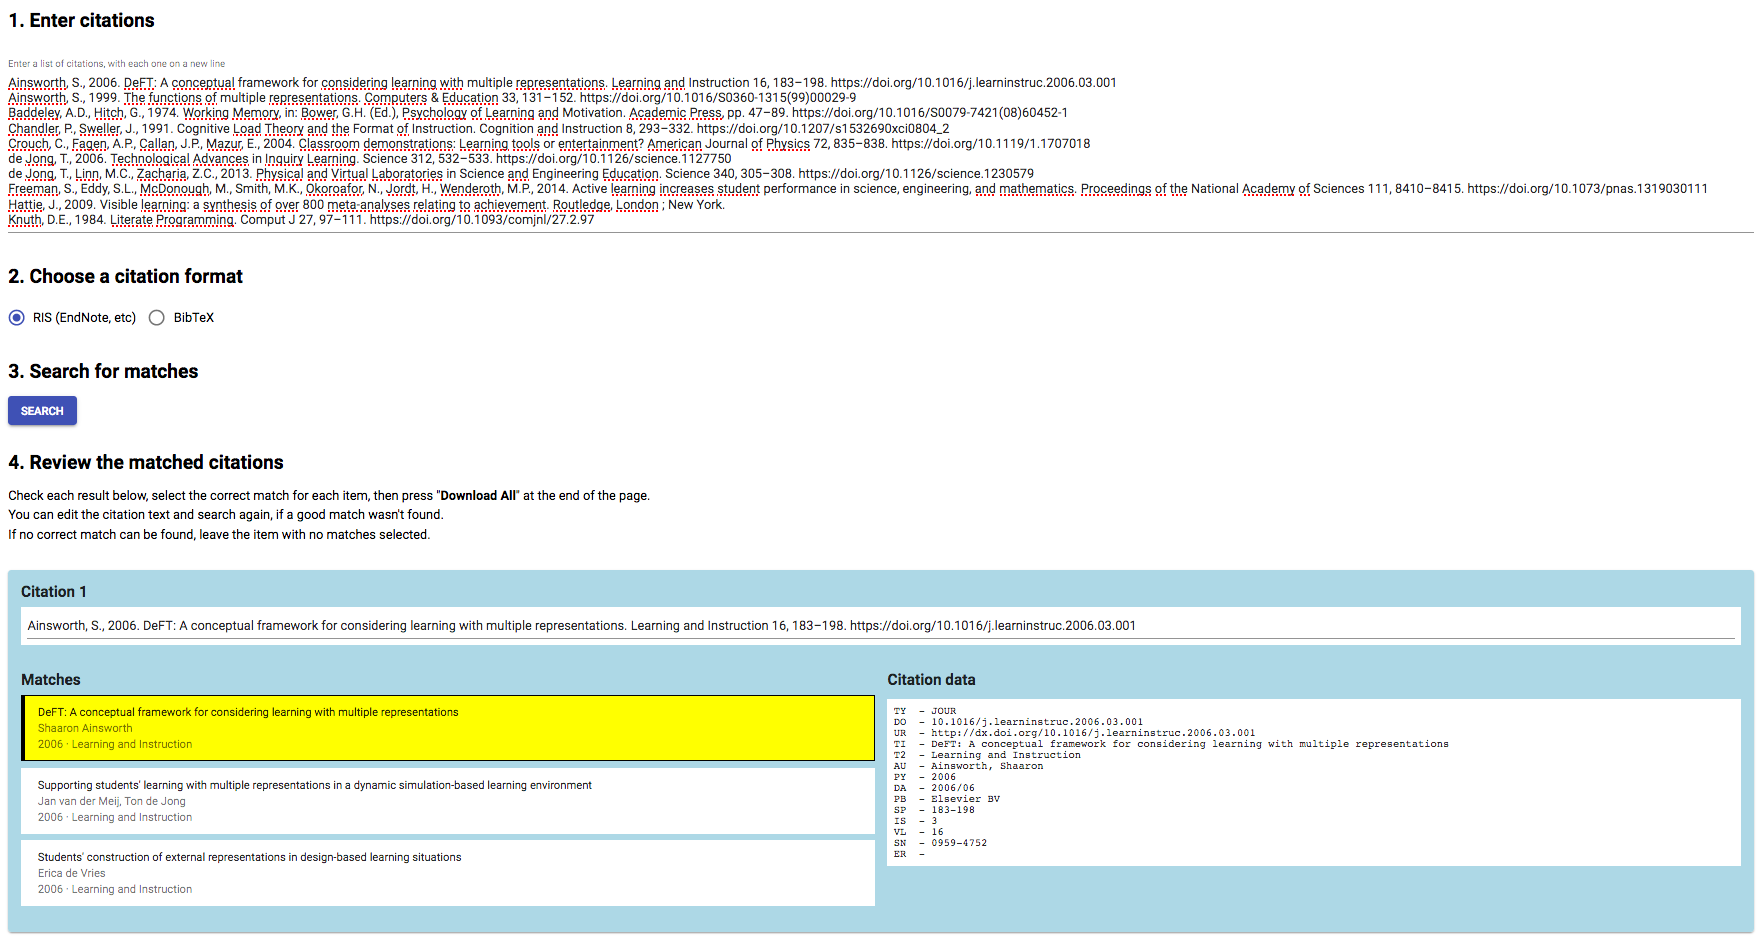 1. Enter citations
Enter a list of citations, with each one on a new line
Ainsworth, S., 2006. DeFT: A conceptual framework for considering learning with multiple representations. Learning and Instruction 16, 183–198. https://doi.org/10.1016/j.learninstruc.2006.03.001
Ainsworth, S., 1999. The functions of multiple representations. Computers & Education 33, 131–152. https://doi.org/10.1016/S0360-1315(99)00029-9
Baddeley, A.D., Hitch, G., 1974. Working Memory, in: Bower, G.H. (Ed.), Psychology of Learning and Motivation. Academic Press, pp. 47–89. https://doi.org/10.1016/S0079-7421(08)60452-1
Chandler, P., Sweller, J., 1991. Cognitive Load Theory and the Format of Instruction. Cognition and Instruction 8, 293–332. https://doi.org/10.1207/s1532690xci0804_2
Crouch, C., Fagen, A.P., Callan, J.P., Mazur, E., 2004. Classroom demonstrations: Learning tools or entertainment? American Journal of Physics 72, 835–838. https://doi.org/10.1119/1.1707018
de Jong, T., 2006. Technological Advances in Inquiry Learning. Science 312, 532–533. https://doi.org/10.1126/science.1127750
de Jong, T., Linn, M.C., Zacharia, Z.C., 2013. Physical and Virtual Laboratories in Science and Engineering Education. Science 340, 305–308. https://doi.org/10.1126/science.1230579
Freeman, S., Eddy, S.L., McDonough, M., Smith, M.K., Okoroafor, N., Jordt, H., Wenderoth, M.P., 2014. Active learning increases student performance in science, engineering, and mathematics. Proceedings of the National Academy of Sciences 111, 8410–8415. https://doi.org/10.1073/pnas.1319030111
Hattie, J., 2009. Visible learning: a synthesis of over 800 meta-analyses relating to achievement. Routledge, London ; New York.
Knuth, D.E., 1984. Literate Programming. Comput J 27, 97–111. https://doi.org/10.1093/comjnl/27.2.97
2. Choose a citation format
RIS (EndNote, etc) BibTeX
3. Search for matches
SEARCH
4. Review the matched citations
Check each result below, select the correct match for each item, then press "Download All" at the end of the page.
You can edit the citation text and search again, if a good match wasn't found.
If no correct match can be found, leave the item with no matches selected.
Citation 1
Ainsworth, S., 2006. DeFT: A conceptual framework for considering learning with multiple representations. Learning and Instruction 16, 183–198. https://doi.org/10.1016/j.learninstruc.2006.03.001
Matches
DeFT: A conceptual framework for considering learning with multiple representations
Shaaron Ainsworth
2006 · Learning and Instruction
Supporting students' learning with multiple representations in a dynamic simulation-based learning environment
Jan van der Meij, Ton de Jong
2006 · Learning and Instruction
Students' construction of external representations in design-based learning situations
Erica de Vries
2006 · Learning and Instruction
Citation data
TY - JOUR
DO - 10.1016/j.learninstruc.2006.03.001
UR - http://dx.doi.org/10.1016/j.learninstruc.2006.03.001
TI - DeFT: A conceptual framework for considering learning with multiple representations
T2 - Learning and Instruction
AU - Ainsworth, Shaaron
PY - 2006
DA - 2006/06
PB - Elsevier BV
SP - 183-198
IS - 3
VL - 16
SN - 0959-4752
ER -